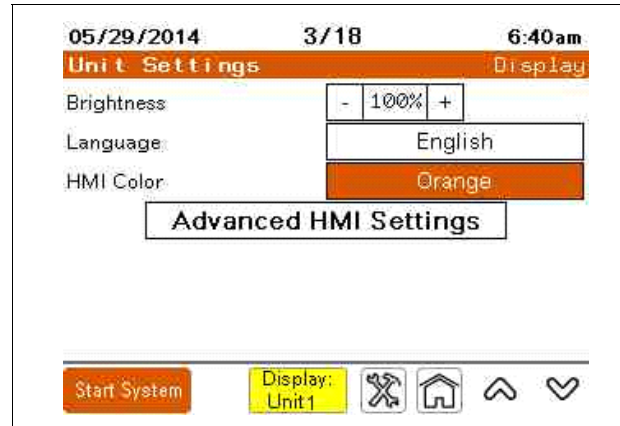 05/29/2014 3/18 6:40am
Unit Settings Display
Brightness - 100% +
Language English
HMI Color Orange
Advanced HMI Settings
Start System Display: Unit1